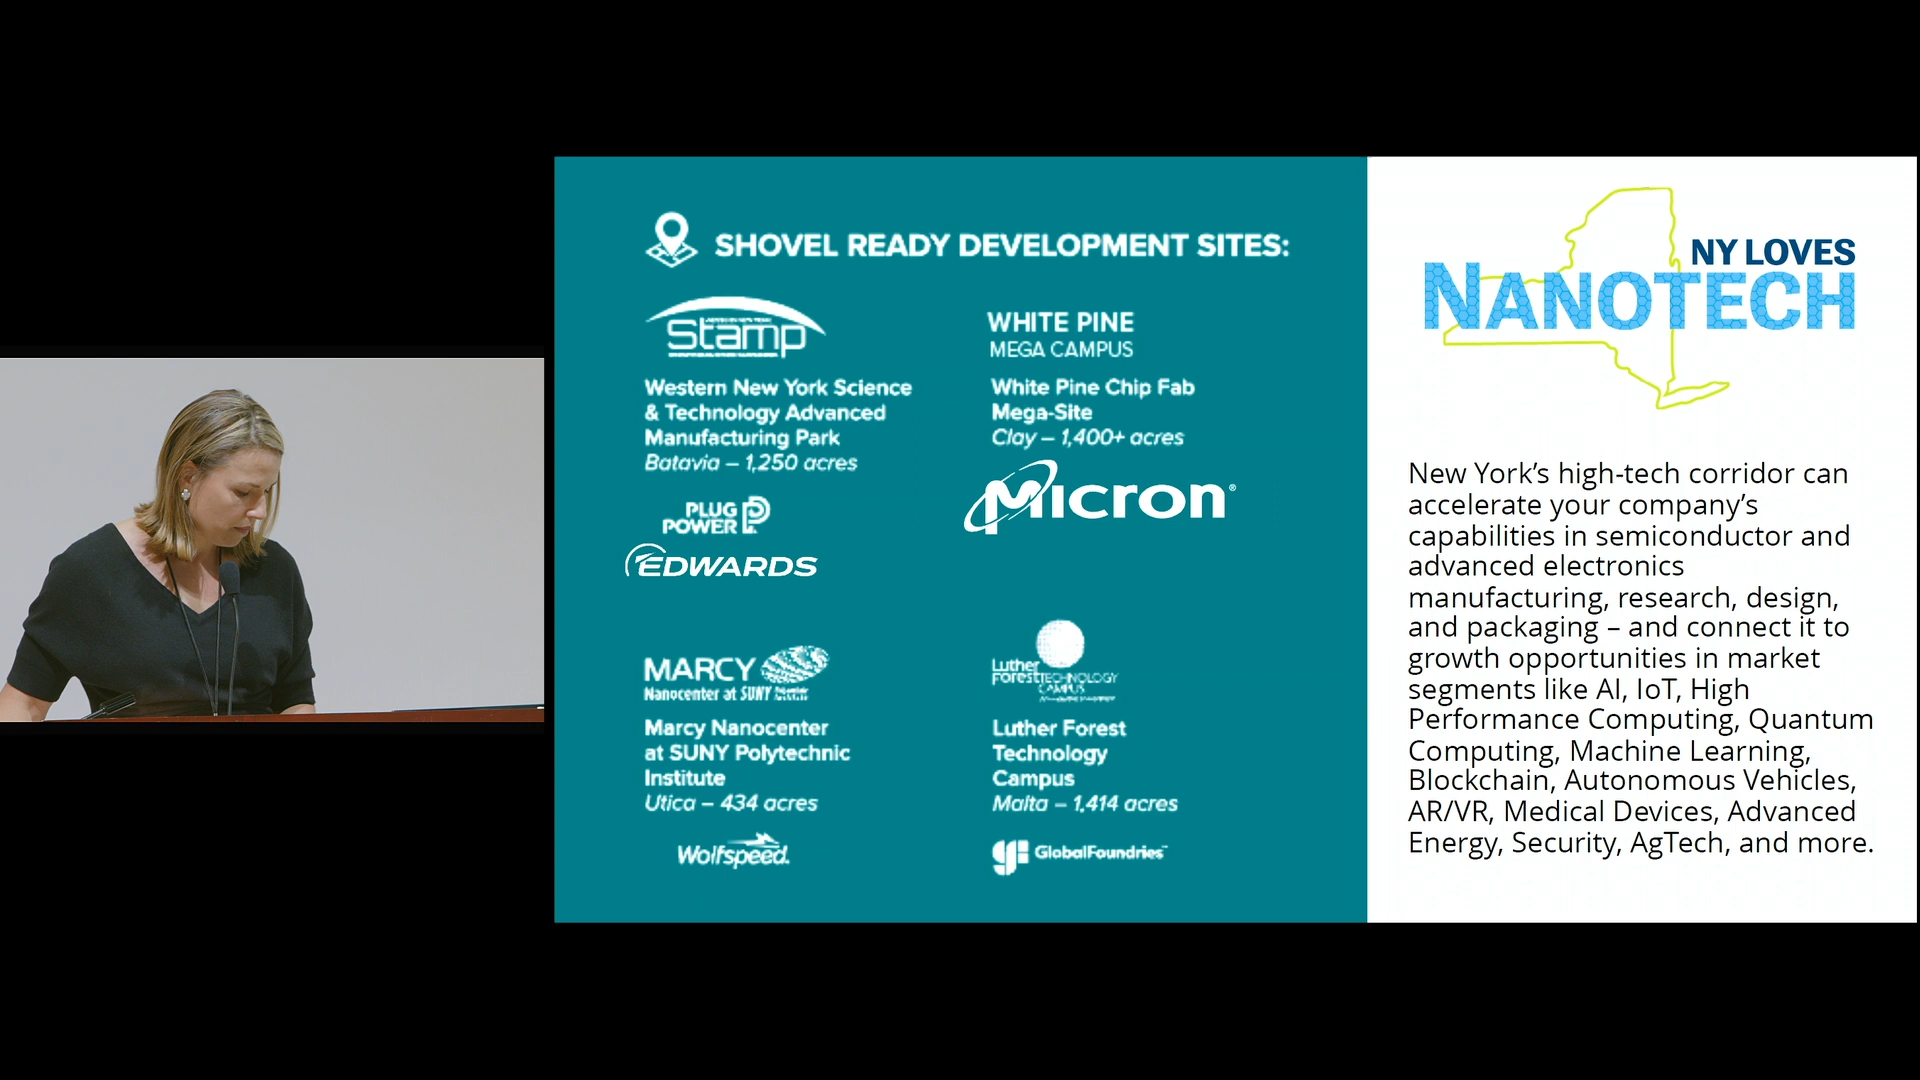 SHOVEL READY DEVELOPMENT SITES:
Stamp
Western New York Science
& Technology Advanced
Manufacturing Park
Batavia – 1,250 acres
PLUG
POWER
EDWARDS
WHITE PINE
MEGA CAMPUS
White Pine Chip Fab
Mega-Site
Clay – 1,400+ acres
Micron®
MARCY
Nanocenter at SUNY
Marcy Nanocenter
at SUNY Polytechnic
Institute
Utica – 434 acres
Wolfspeed.
Luther
Forest TECHNOLOGY
CAMPUS
Luther Forest
Technology
Campus
Malta – 1,414 acres
GF GlobalFoundries™
NY LOVES
NANOTECH
New York’s high-tech corridor can
accelerate your company’s
capabilities in semiconductor and
advanced electronics
manufacturing, research, design,
and packaging – and connect it to
growth opportunities in market
segments like AI, IoT, High
Performance Computing, Quantum
Computing, Machine Learning,
Blockchain, Autonomous Vehicles,
AR/VR, Medical Devices, Advanced
Energy, Security, AgTech, and more.